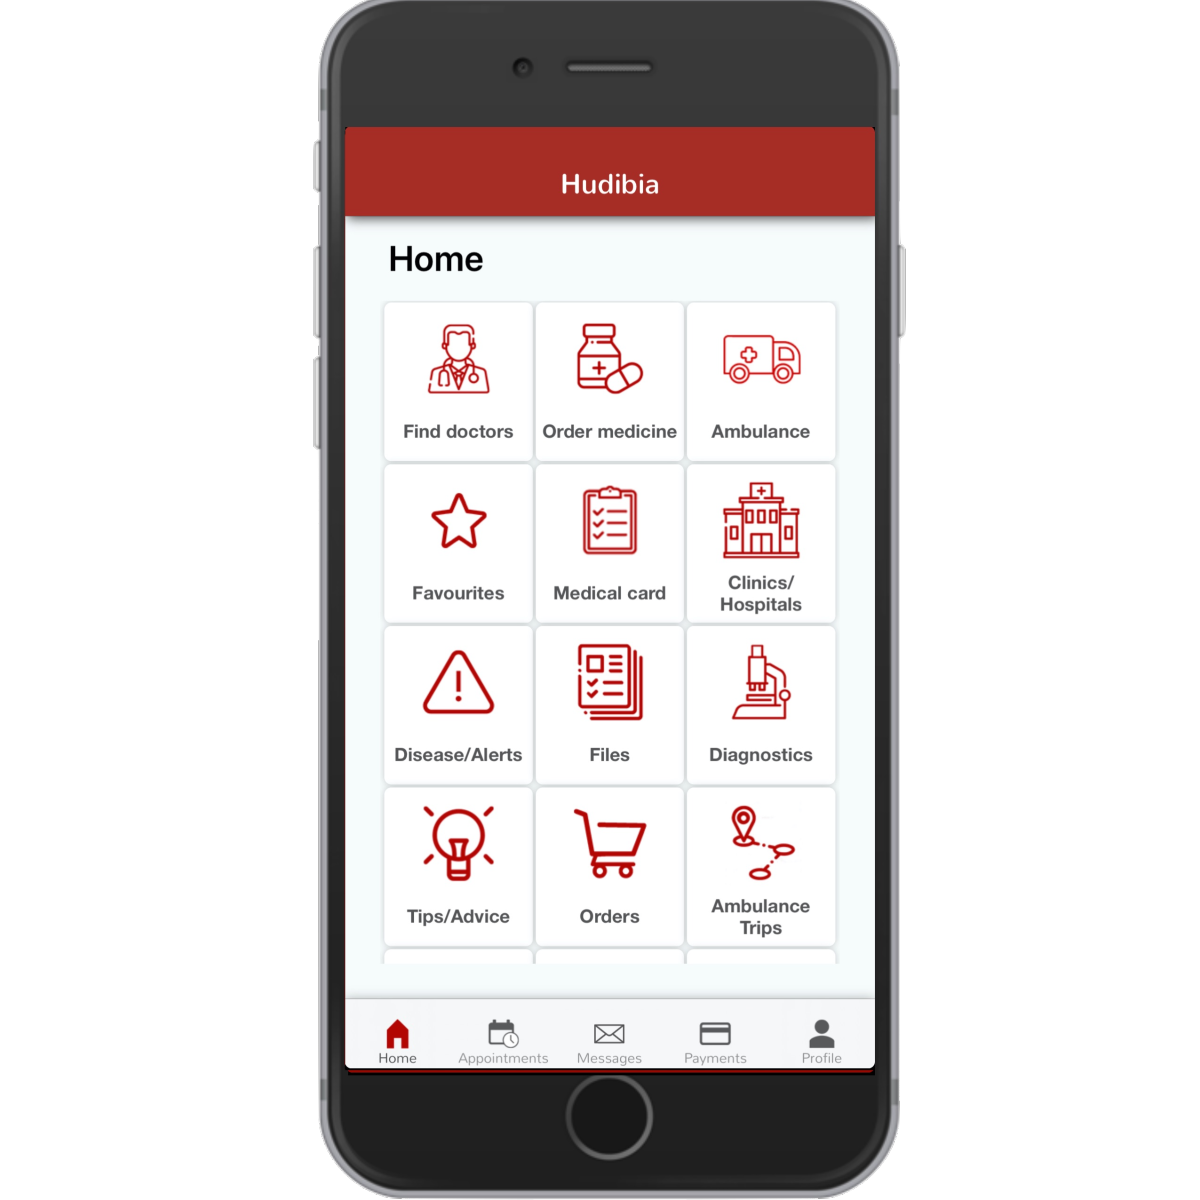 Hudibia
Home
Find doctors
Order medicine
Ambulance
Favourites
Medical card
Clinics/
Hospitals
Disease/Alerts
Files
Diagnostics
Tips/Advice
Orders
Ambulance
Trips
Home
Appointments
Messages
Payments
Profile